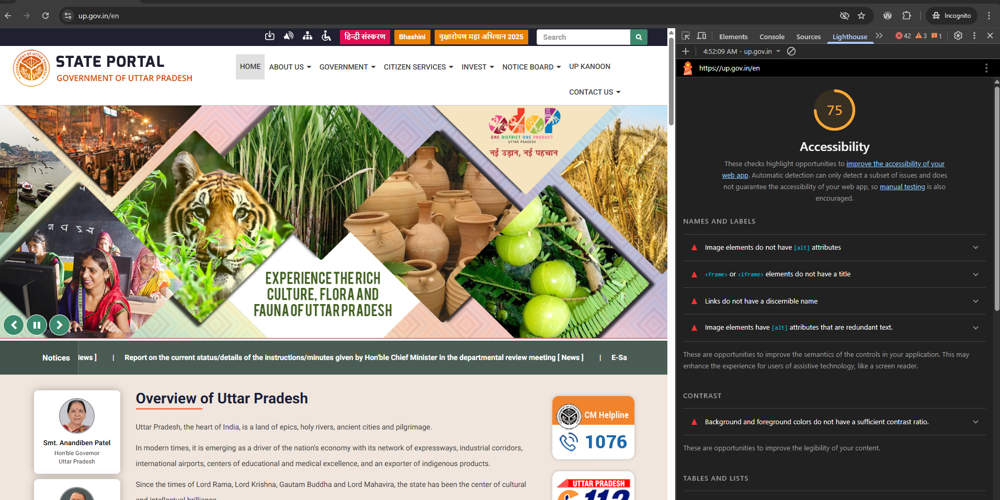 up.gov.in/en
Incognito
हिन्दी संस्करण
Bhashini
वृक्षारोपण महा अभियान 2025
Search
STATE PORTAL
GOVERNMENT OF UTTAR PRADESH
HOME
ABOUT US
GOVERNMENT
CITIZEN SERVICES
INVEST
NOTICE BOARD
UP KANOON
CONTACT US
ONE DISTRICT ONE PRODUCT
UTTAR PRADESH
नई उड़ान, नई पहचान
EXPERIENCE THE RICH
CULTURE, FLORA AND
FAUNA OF UTTAR PRADESH
Notices
News ] | Report on the current status/details of the instructions/minutes given by Hon'ble Chief Minister in the departmental review meeting [ News ] | E-Sa
Smt. Anandiben Patel
Hon'ble Governor
Uttar Pradesh
Overview of Uttar Pradesh
Uttar Pradesh, the heart of India, is a land of epics, holy rivers, ancient cities and pilgrimage.
In modern times, it is emerging as a driver of the nation's economy with its network of expressways, industrial corridors,
international airports, centers of educational and medical excellence, and an exporter of indigenous products.
Since the times of Lord Rama, Lord Krishna, Gautam Buddha and Lord Mahavira, the state has been the center of cultural
and intellectual brilliance.
CM Helpline
1076
UTTAR PRADESH
112
Elements
Console
Sources
Lighthouse
42
3
1
4:52:09 AM - up.gov.in
https://up.gov.in/en
75
Accessibility
These checks highlight opportunities to improve the accessibility of your
web app. Automatic detection can only detect a subset of issues and does
not guarantee the accessibility of your web app, so manual testing is also
encouraged.
NAMES AND LABELS
Image elements do not have [alt] attributes
<frame> or <iframe> elements do not have a title
Links do not have a discernible name
Image elements have [alt] attributes that are redundant text.
These are opportunities to improve the semantics of the controls in your application. This may
enhance the experience for users of assistive technology, like a screen reader.
CONTRAST
Background and foreground colors do not have a sufficient contrast ratio.
These are opportunities to improve the legibility of your content.
TABLES AND LISTS